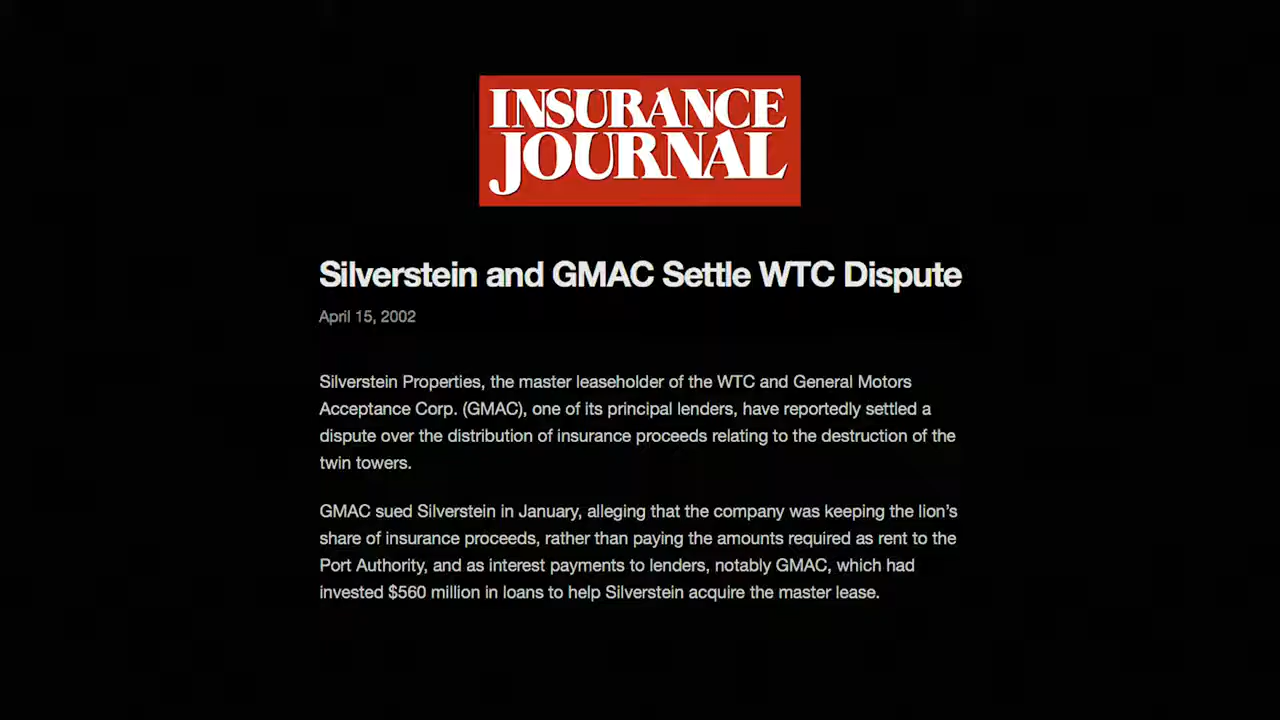 INSURANCE
JOURNAL
Silverstein and GMAC Settle WTC Dispute
April 15, 2002
Silverstein Properties, the master leaseholder of the WTC and General Motors
Acceptance Corp. (GMAC), one of its principal lenders, have reportedly settled a
dispute over the distribution of insurance proceeds relating to the destruction of the
twin towers.
GMAC sued Silverstein in January, alleging that the company was keeping the lion's
share of insurance proceeds, rather than paying the amounts required as rent to the
Port Authority, and as interest payments to lenders, notably GMAC, which had
invested $560 million in loans to help Silverstein acquire the master lease.